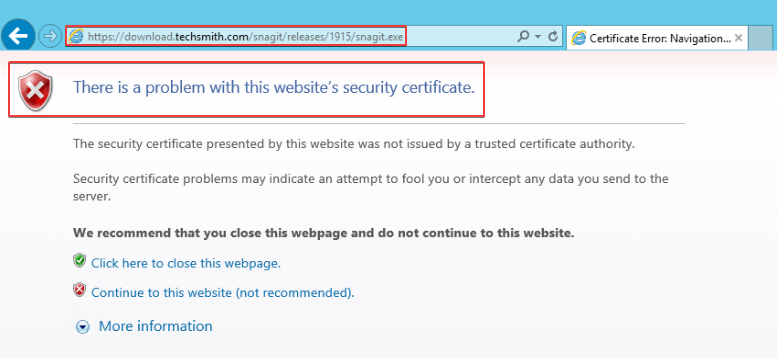 https://download.techsmith.com/snagit/releases/1915/snagit.exe
Certificate Error: Navigation...
There is a problem with this website's security certificate.
The security certificate presented by this website was not issued by a trusted certificate authority.
Security certificate problems may indicate an attempt to fool you or intercept any data you send to the
server.
We recommend that you close this webpage and do not continue to this website.
Click here to close this webpage.
Continue to this website (not recommended).
More information